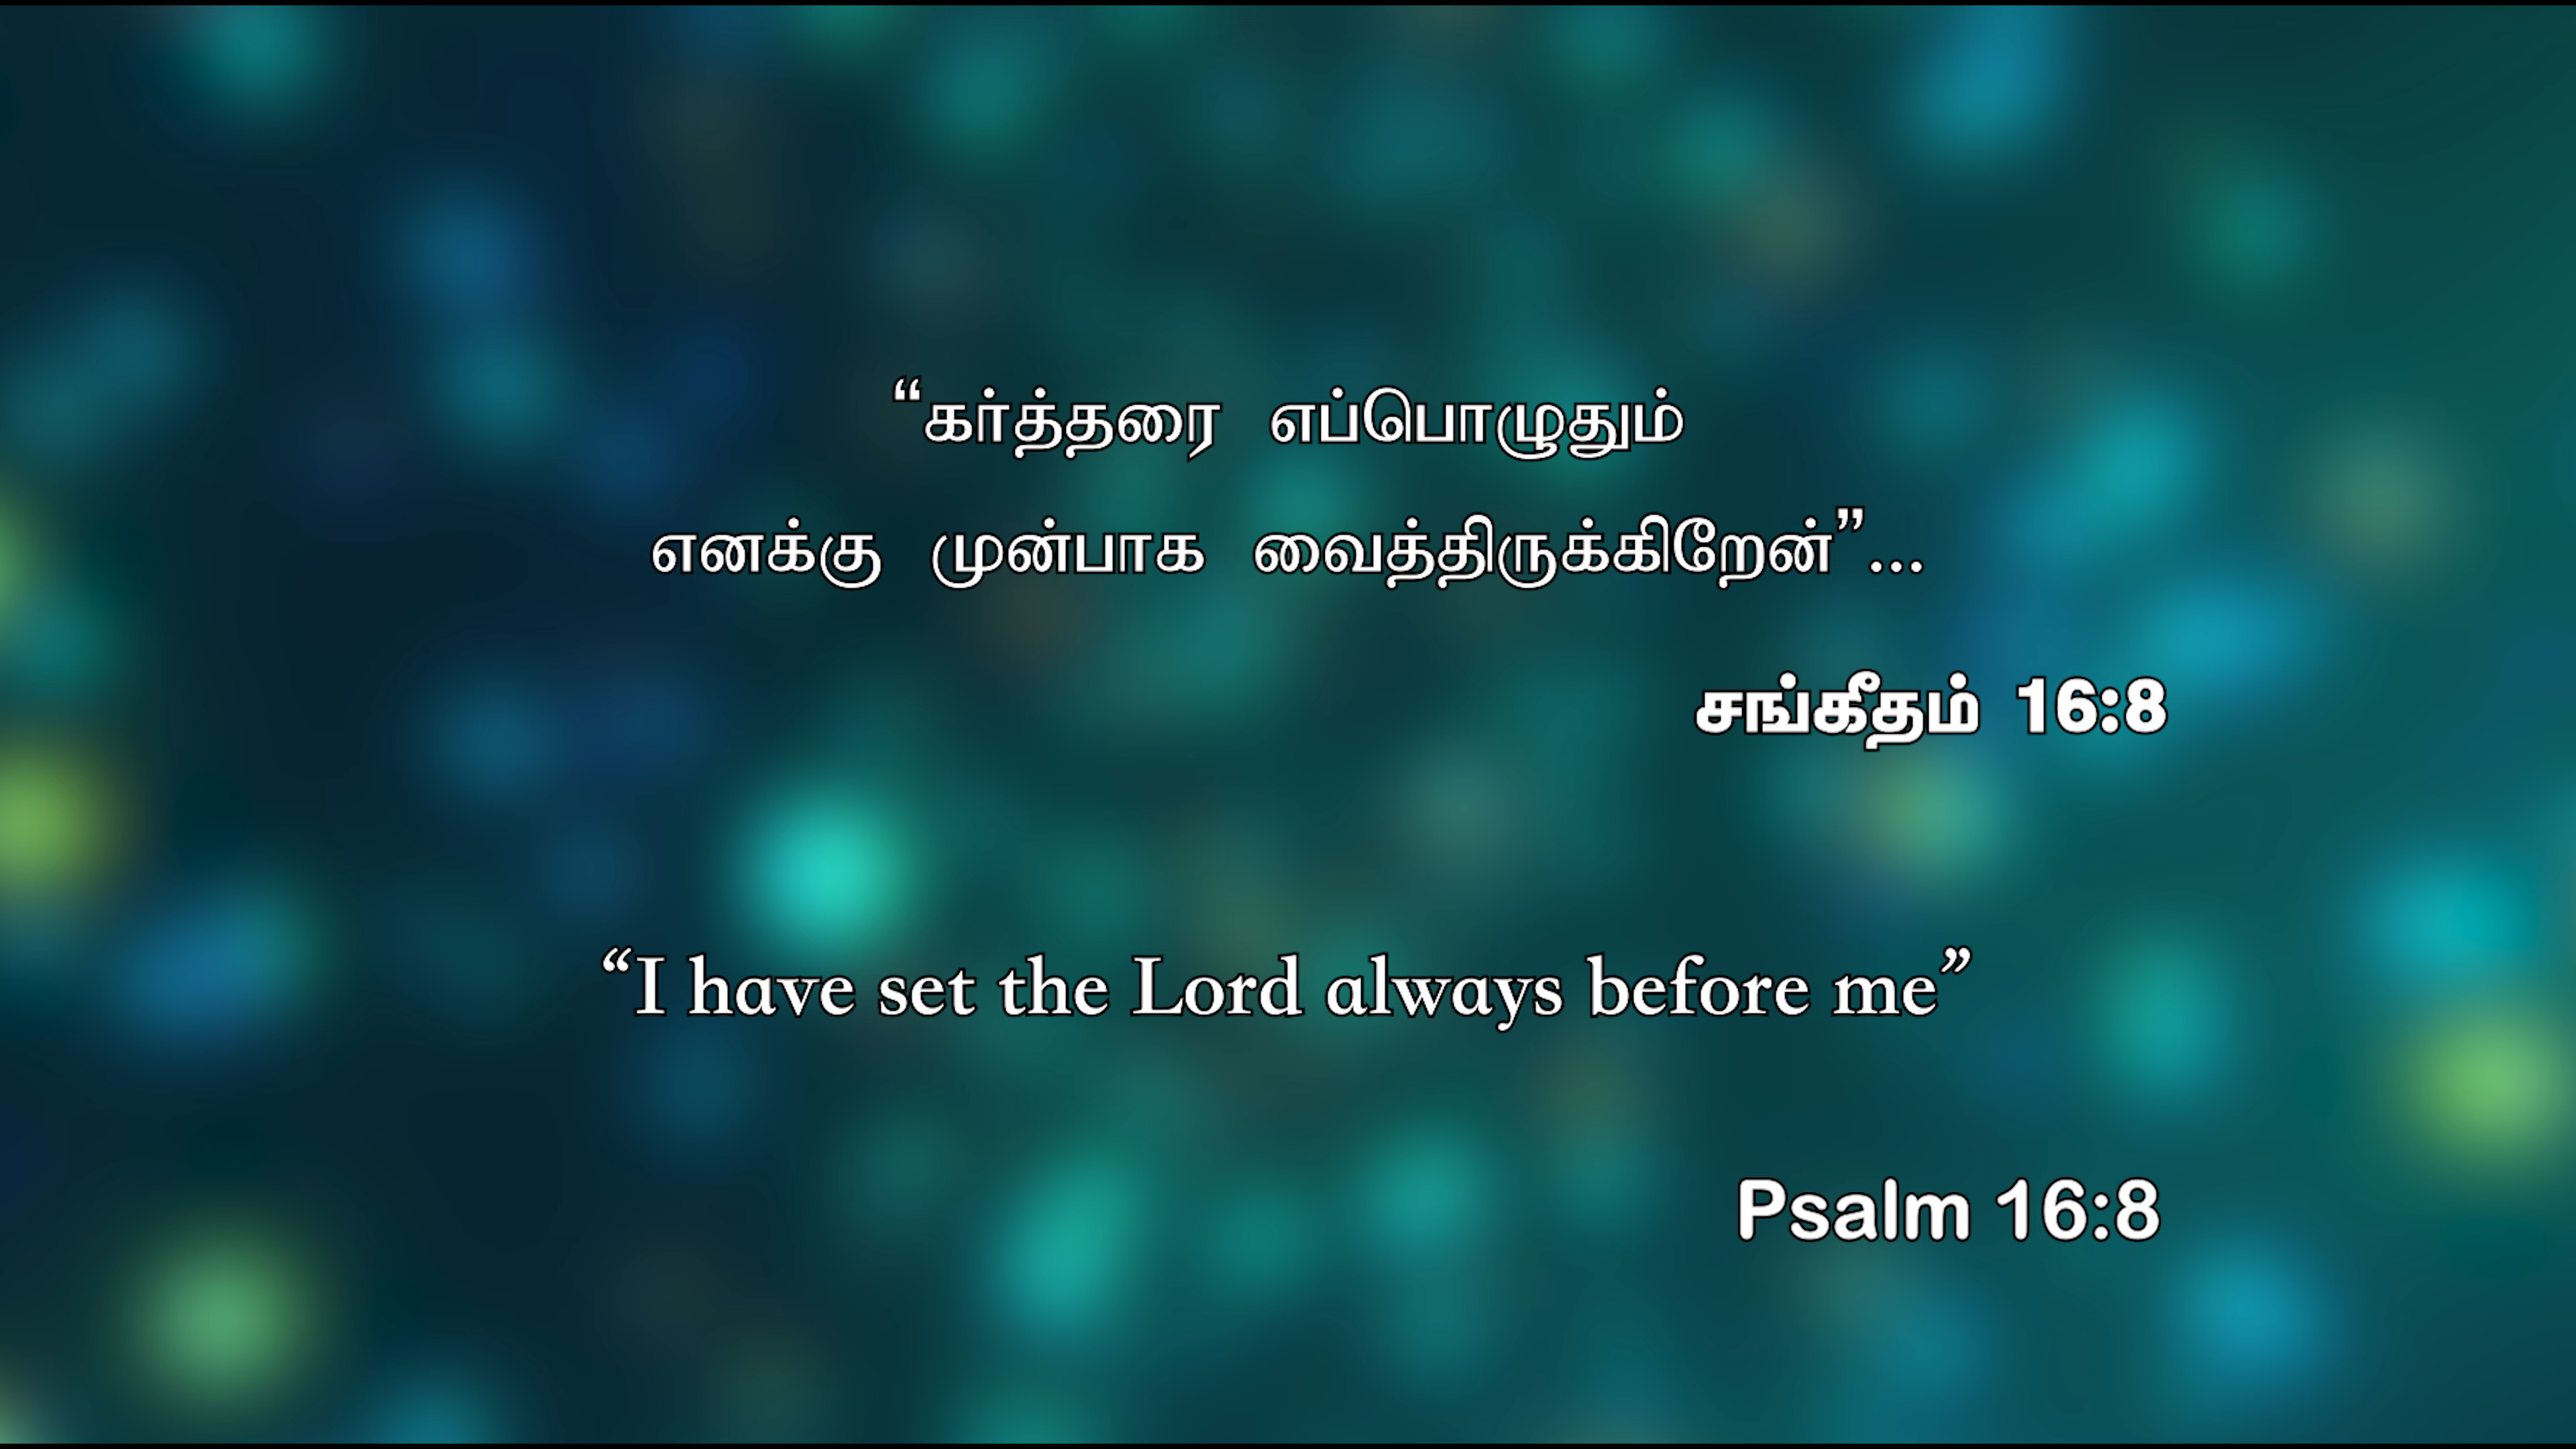 “கர்த்தரை எப்பொழுதும்
எனக்கு முன்பாக வைத்திருக்கிறேன்”...
சங்கீதம் 16:8
“I have set the Lord always before me”
Psalm 16:8